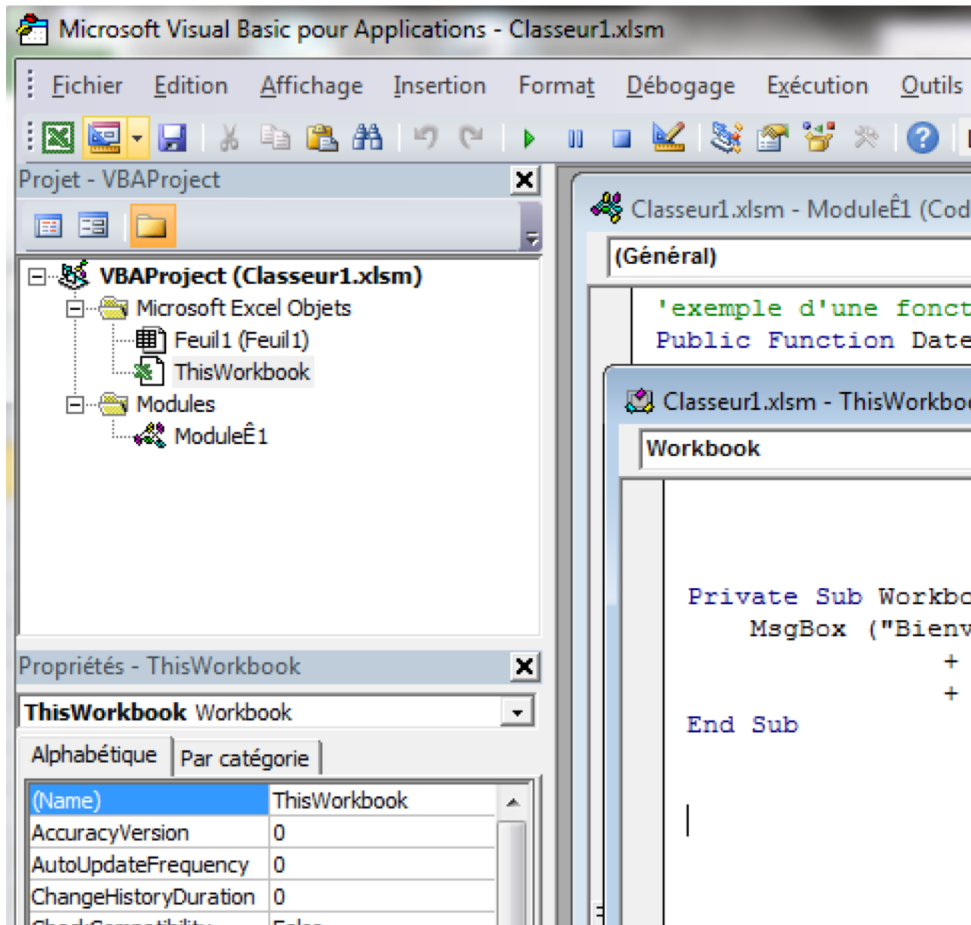 Microsoft Visual Basic pour Applications - Classeur1.xlsm
Fichier Edition Affichage Insertion Format Débogage Exécution Outils
Projet - VBAProject
VBAProject (Classeur1.xlsm)
Microsoft Excel Objets
Feuil1 (Feuil1)
ThisWorkbook
Modules
ModuleÊ1
Propriétés - ThisWorkbook
ThisWorkbook Workbook
Alphabétique Par catégorie
(Name) ThisWorkbook
AccuracyVersion 0
AutoUpdateFrequency 0
ChangeHistoryDuration 0
CheckCompatibility False
Classeur1.xlsm - ModuleÊ1 (Cod
(Général)
'exemple d'une fonct
Public Function Date
Classeur1.xlsm - ThisWorkboo
Workbook
Private Sub Workbo
MsgBox ("Bienv
+
+
End Sub